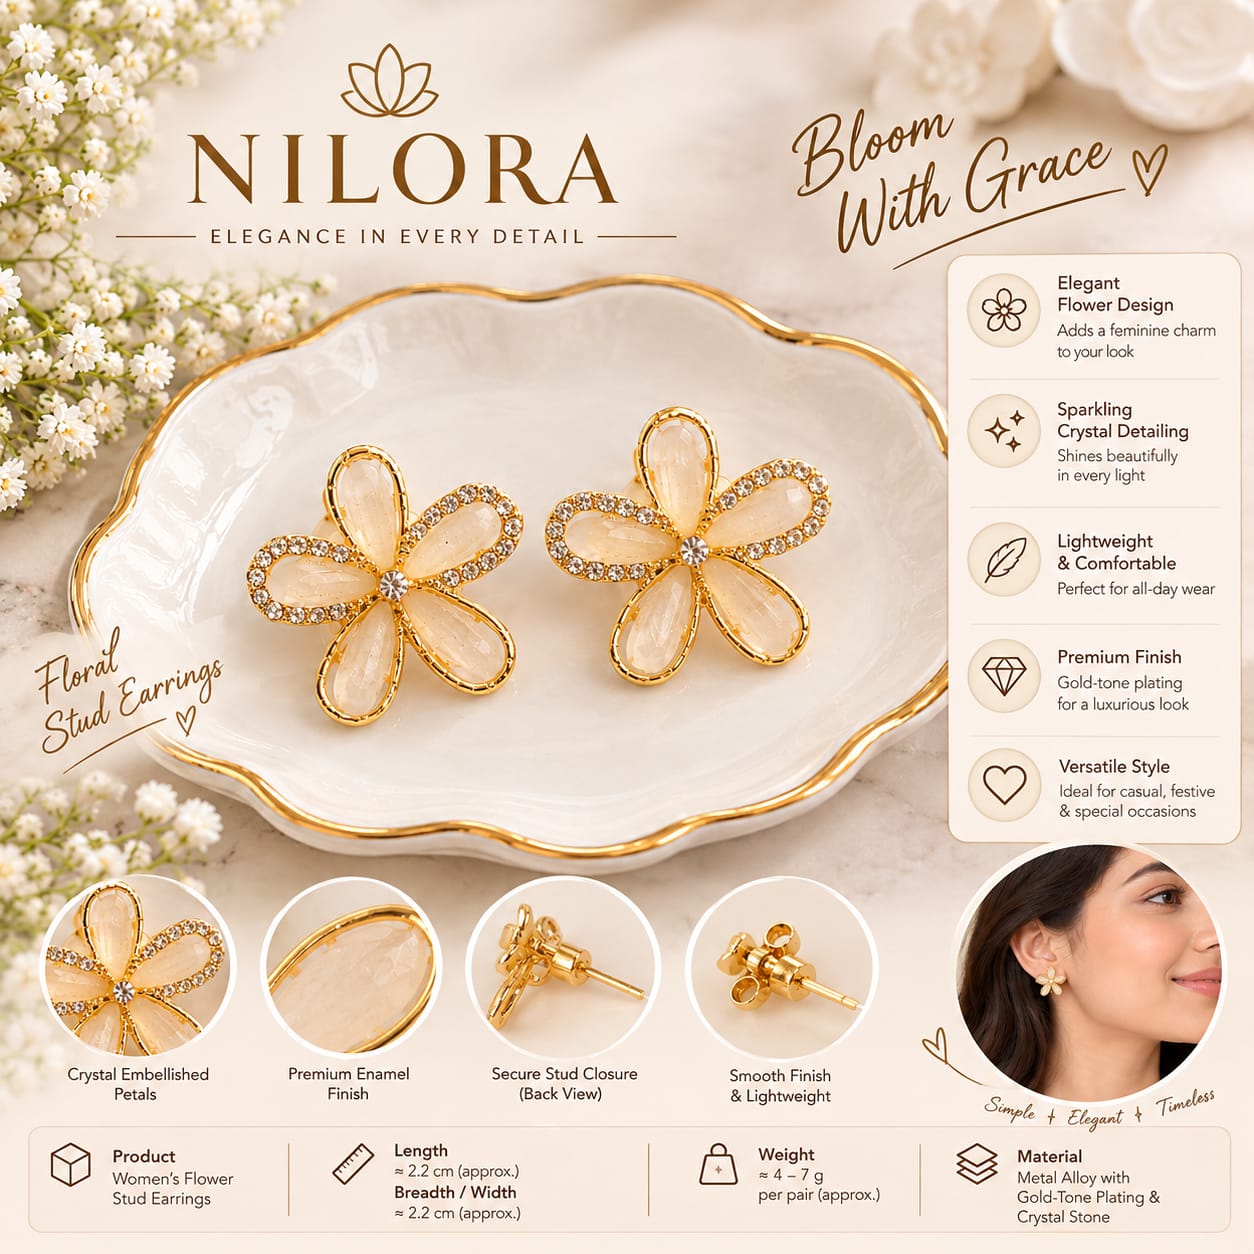 NILORA
ELEGANCE IN EVERY DETAIL
Bloom
With Grace
Elegant
Flower Design
Adds a feminine charm
to your look
Sparkling
Crystal Detailing
Shines beautifully
in every light
Lightweight
& Comfortable
Perfect for all-day wear
Premium Finish
Gold-tone plating
for a luxurious look
Versatile Style
Ideal for casual, festive
& special occasions
Floral
Stud Earrings
Crystal Embellished
Petals
Premium Enamel
Finish
Secure Stud Closure
(Back View)
Smooth Finish
& Lightweight
Simple + Elegant + Timeless
Product
Women's Flower
Stud Earrings
Length
≈ 2.2 cm (approx.)
Breadth / Width
≈ 2.2 cm (approx.)
Weight
≈ 4 – 7 g
per pair (approx.)
Material
Metal Alloy with
Gold-Tone Plating &
Crystal Stone